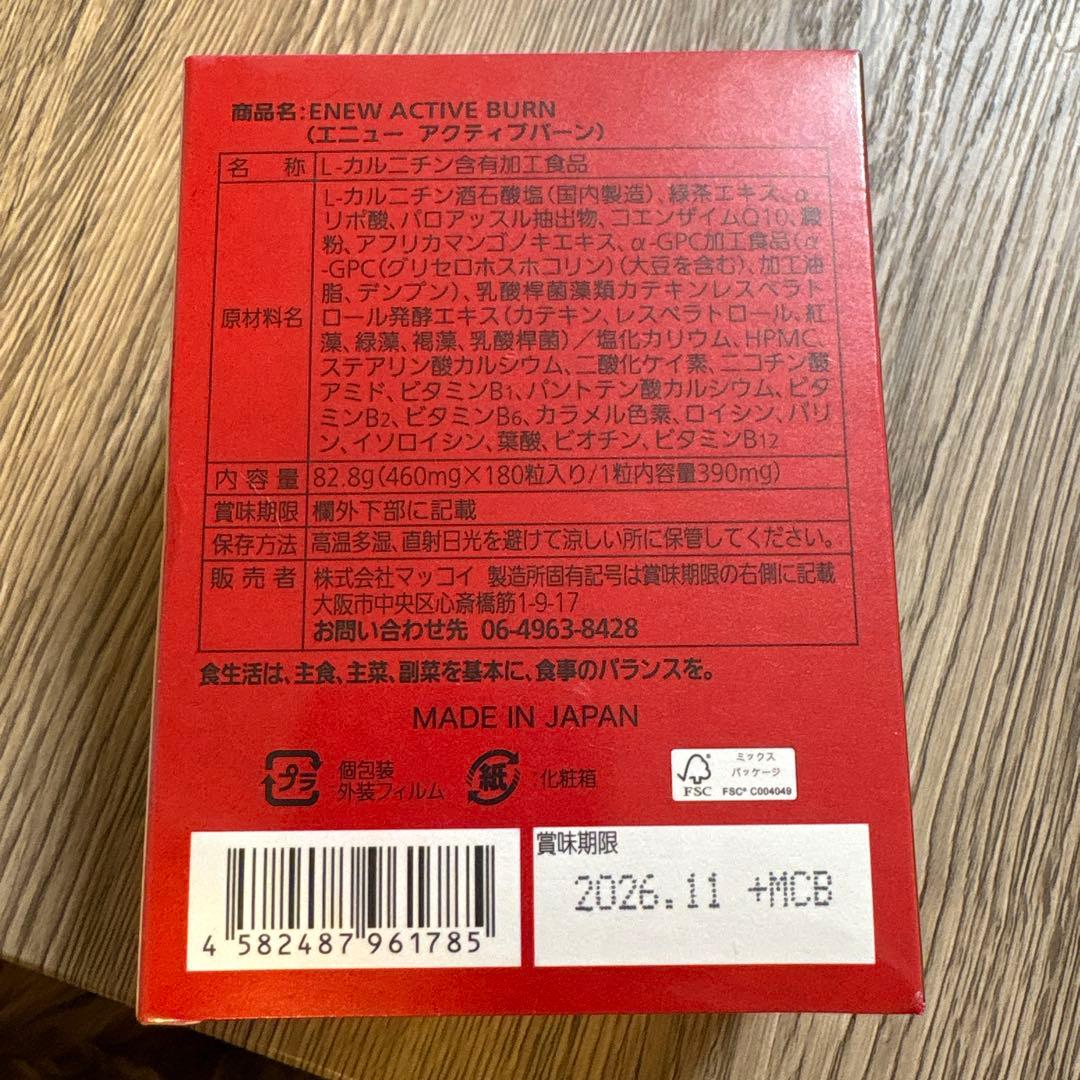 商品名:ENEW ACTIVE BURN
(エニュー アクティブバーン)
名 称 L-カルニチン含有加工食品
原材料名
L-カルニチン酒石酸塩(国内製造)、緑茶エキス、α
リポ酸、パロアッスル抽出物、コエンザイムQ10、澱
粉、アフリカマンゴノキエキス、α-GPC加工食品(α
-GPC(グリセロホスホコリン)(大豆を含む)、加工油
脂、デンプン)、乳酸桿菌藻類カテキンレスベラト
ロール発酵エキス(カテキン、レスベラトロール、紅
藻、緑藻、褐藻、乳酸桿菌)/塩化カリウム、HPMC、
ステアリン酸カルシウム、二酸化ケイ素、ニコチン酸
アミド、ビタミンB1、パントテン酸カルシウム、ビタ
ミンB2、ビタミンB6、カラメル色素、ロイシン、バリ
ン、イソロイシン、葉酸、ビオチン、ビタミンB12
内容量 82.8g(460mg×180粒入り/1粒内容量390mg)
賞味期限 欄外下部に記載
保存方法 高温多湿、直射日光を避けて涼しい所に保管してください。
販売者 株式会社マッコイ 製造所固有記号は賞味期限の右側に記載
大阪市中央区心斎橋筋1-9-17
お問い合わせ先 06-4963-8428
食生活は、主食、主菜、副菜を基本に、食事のバランスを。
MADE IN JAPAN
プラ 個包装
外装フィルム
紙 :化粧箱
ミックス
パッケージ
FSC FSC® C004049
4 582487 961785
賞味期限
2026.11 +MCB